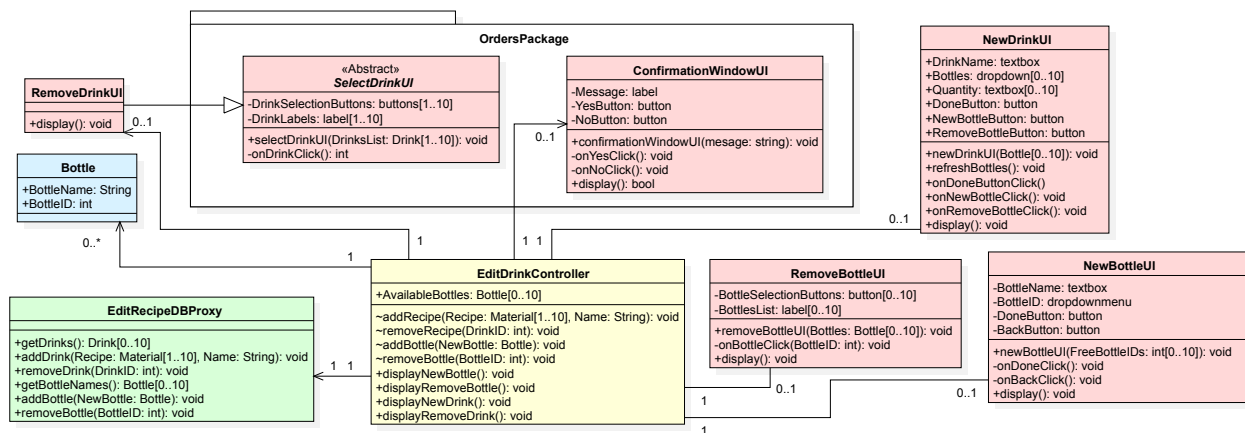 OrdersPackage
«Abstract»
SelectDrinkUI
-DrinkSelectionButtons: buttons[1..10]
-DrinkLabels: label[1..10]
+selectDrinkUI(DrinksList: Drink[1..10]): void
-onDrinkClick(): int
ConfirmationWindowUI
-Message: label
-YesButton: button
-NoButton: button
+confirmationWindowUI(mesage: string): void
-onYesClick(): void
-onNoClick(): void
+display(): bool
NewDrinkUI
+DrinkName: textbox
+Bottles: dropdown[0..10]
+Quantity: textbox[0..10]
+DoneButton: button
+NewBottleButton: button
+RemoveBottleButton: button
+newDrinkUI(Bottle[0..10]): void
+refreshBottles(): void
+onDoneButtonClick()
+onNewBottleClick(): void
+onRemoveBottleClick(): void
+display(): void
RemoveDrinkUI
+display(): void
0..1
0..1
0..1
Bottle
+BottleName: String
+BottleID: int
0..*
1
1
1
1
EditDrinkController
+AvailableBottles: Bottle[0..10]
~addRecipe(Recipe: Material[1..10], Name: String): void
~removeRecipe(DrinkID: int): void
~addBottle(NewBottle: Bottle): void
~removeBottle(BottleID: int): void
+displayNewBottle(): void
+displayRemoveBottle(): void
+displayNewDrink(): void
+displayRemoveDrink(): void
RemoveBottleUI
-BottleSelectionButtons: button[0..10]
-BottlesList: label[0..10]
+removeBottleUI(Bottles: Bottle[0..10]): void
-onBottleClick(BottleID: int): void
+display(): void
NewBottleUI
-BottleName: textbox
-BottleID: dropdownmenu
-DoneButton: button
-BackButton: button
+newBottleUI(FreeBottleIDs: int[0..10]): void
-onDoneClick(): void
-onBackClick(): void
+display(): void
EditRecipeDBProxy
+getDrinks(): Drink[0..10]
+addDrink(Recipe: Material[1..10], Name: String): void
+removeDrink(DrinkID: int): void
+getBottleNames(): Bottle[0..10]
+addBottle(NewBottle: Bottle): void
+removeBottle(BottleID: int): void
1
1
0..1
1
0..1
1